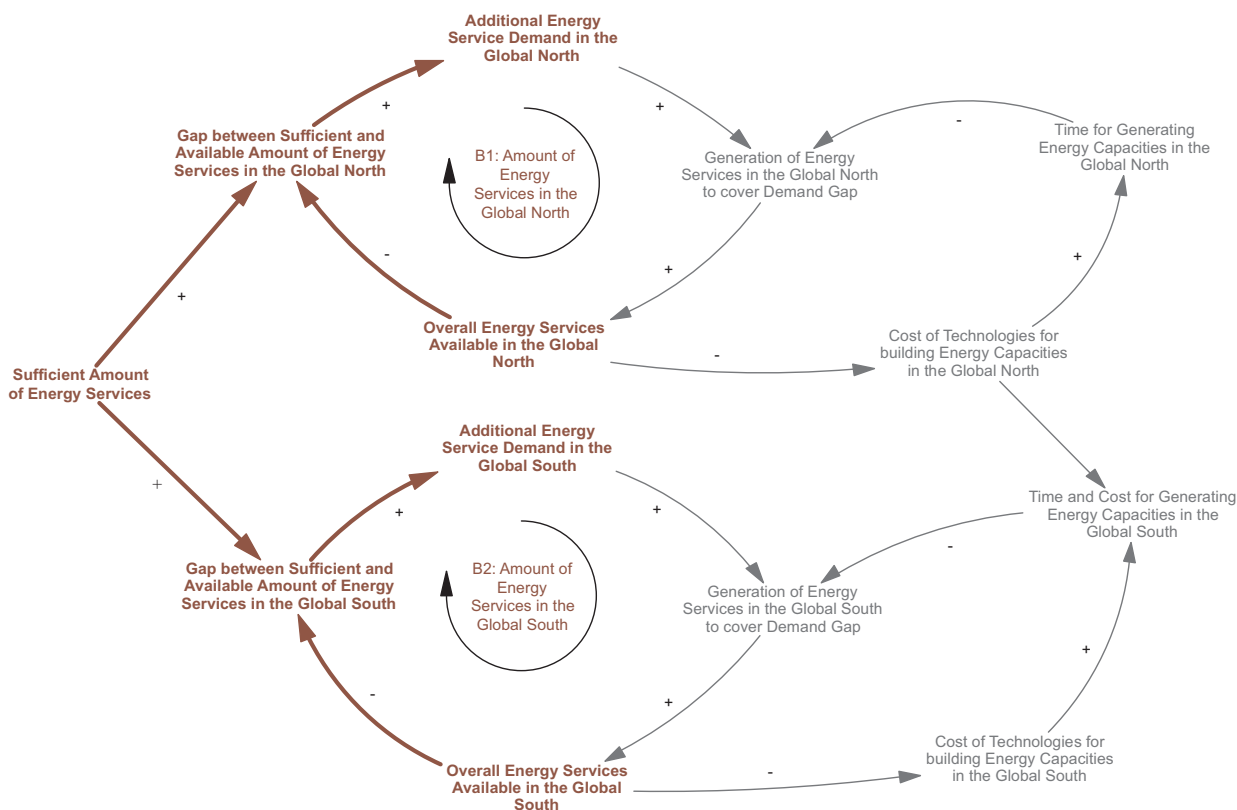 Additional Energy
Service Demand in the
Global North
+
+
-
Gap between Sufficient and
Available Amount of Energy
Services in the Global North
B1: Amount of
Energy
Services in the
Global North
Generation of Energy
Services in the Global North
to cover Demand Gap
Time for Generating
Energy Capacities in the
Global North
-
+
+
+
Overall Energy Services
Available in the Global
North
-
Cost of Technologies for
building Energy Capacities
in the Global North
Sufficient Amount
of Energy Services
Additional Energy
Service Demand in the
Global South
+
+
+
Time and Cost for Generating
Energy Capacities in the
Global South
-
Gap between Sufficient and
Available Amount of Energy
Services in the Global South
B2: Amount of
Energy
Services in the
Global South
Generation of Energy
Services in the Global South
to cover Demand Gap
+
-
+
Overall Energy Services
Available in the Global
South
-
Cost of Technologies for
building Energy Capacities
in the Global South